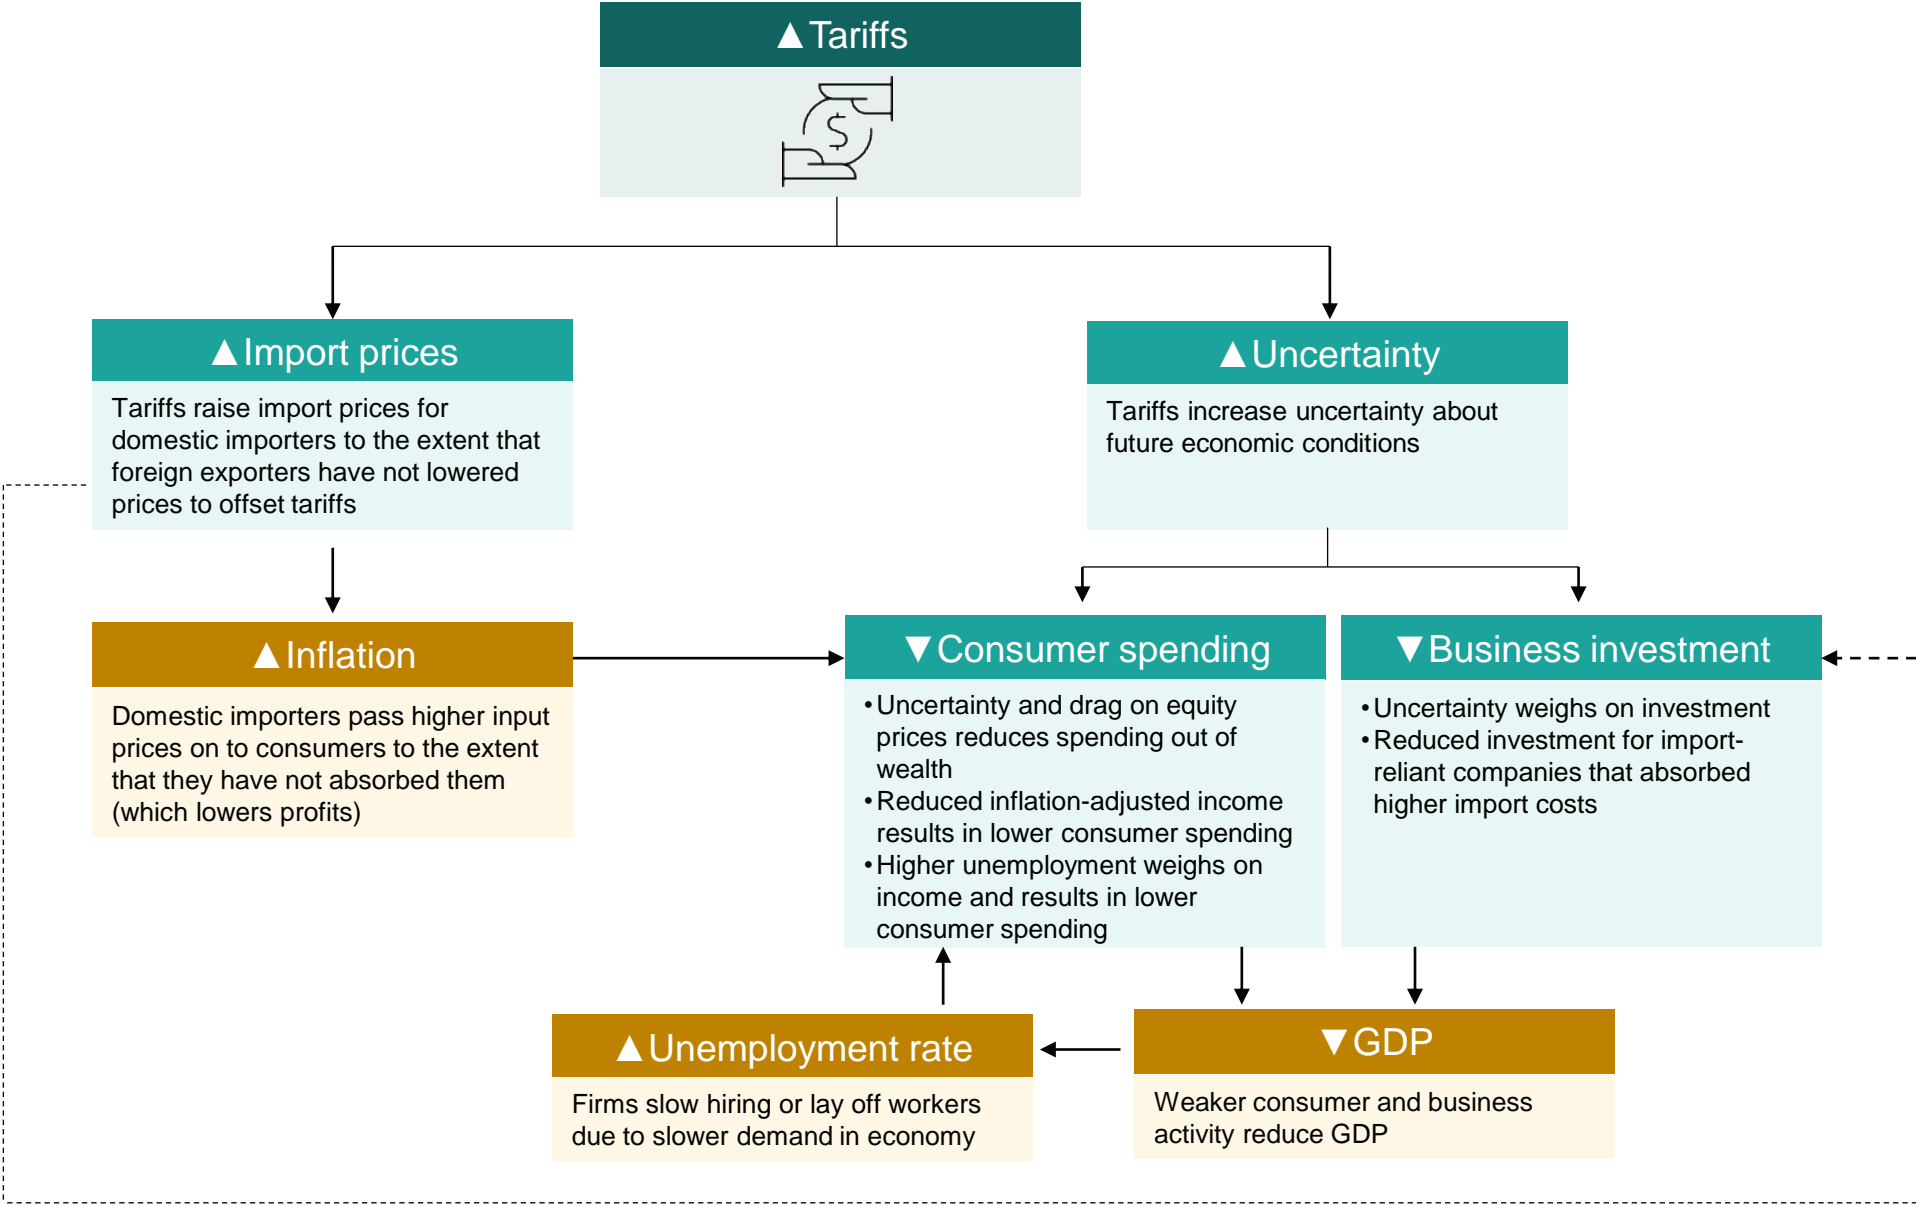 ▲Tariffs
$
▲Import prices
Tariffs raise import prices for
domestic importers to the extent that
foreign exporters have not lowered
prices to offset tariffs
▲Uncertainty
Tariffs increase uncertainty about
future economic conditions
▲Inflation
Domestic importers pass higher input
prices on to consumers to the extent
that they have not absorbed them
(which lowers profits)
▼Consumer spending
•Uncertainty and drag on equity
prices reduces spending out of
wealth
•Reduced inflation-adjusted income
results in lower consumer spending
•Higher unemployment weighs on
income and results in lower
consumer spending
▼Business investment
•Uncertainty weighs on investment
•Reduced investment for import-
reliant companies that absorbed
higher import costs
▲Unemployment rate
Firms slow hiring or lay off workers
due to slower demand in economy
▼GDP
Weaker consumer and business
activity reduce GDP